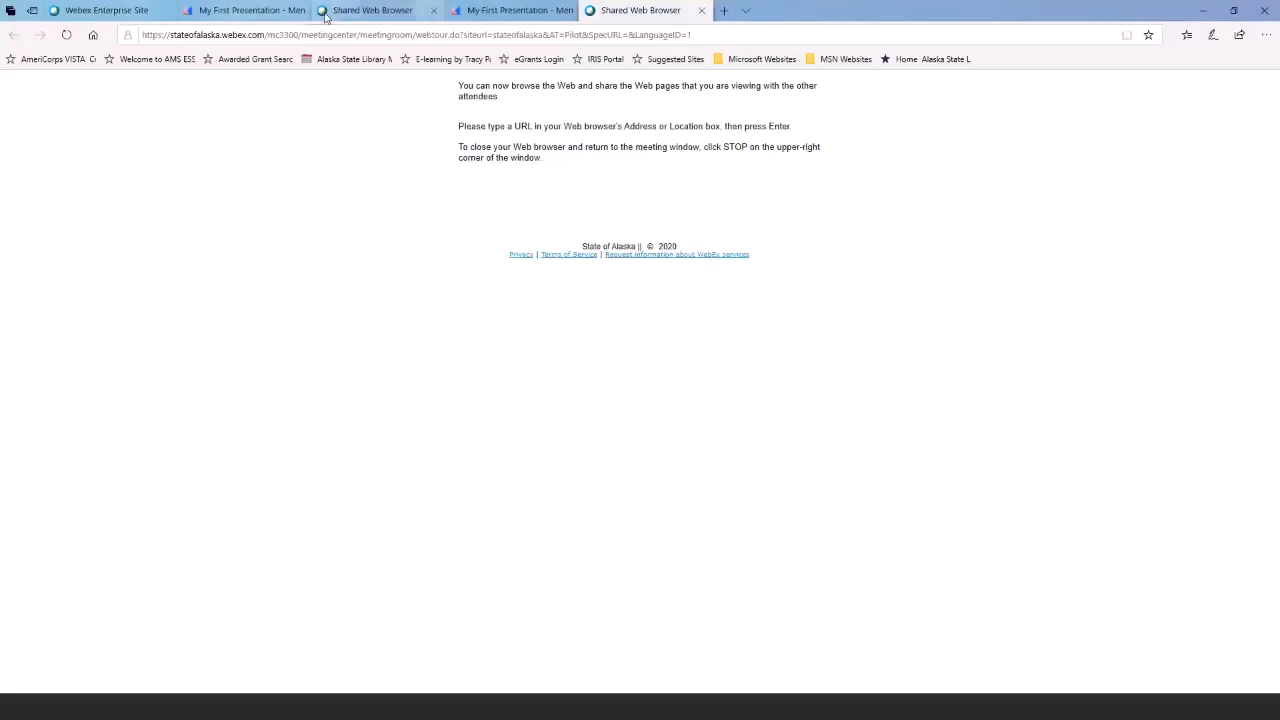 Webex Enterprise Site
My First Presentation - Men
Shared Web Browser
My First Presentation - Men
Shared Web Browser
https://stateofalaska.webex.com/mc3300/meetingcenter/meetingroom/webtour.do?siteurl=stateofalaska&AT=Pilot&SpecURL=&LanguageID=1
AmeriCorps VISTA C
Welcome to AMS ESS
Awarded Grant Searc
Alaska State Library M
E-learning by Tracy Pa
eGrants Login
IRIS Portal
Suggested Sites
Microsoft Websites
MSN Websites
Home Alaska State L
You can now browse the Web and share the Web pages that you are viewing with the other
attendees.
Please type a URL in your Web browser's Address or Location box, then press Enter.
To close your Web browser and return to the meeting window, click STOP on the upper-right
corner of the window.
State of Alaska || © 2020
Privacy | Terms of Service | Request information about WebEx services